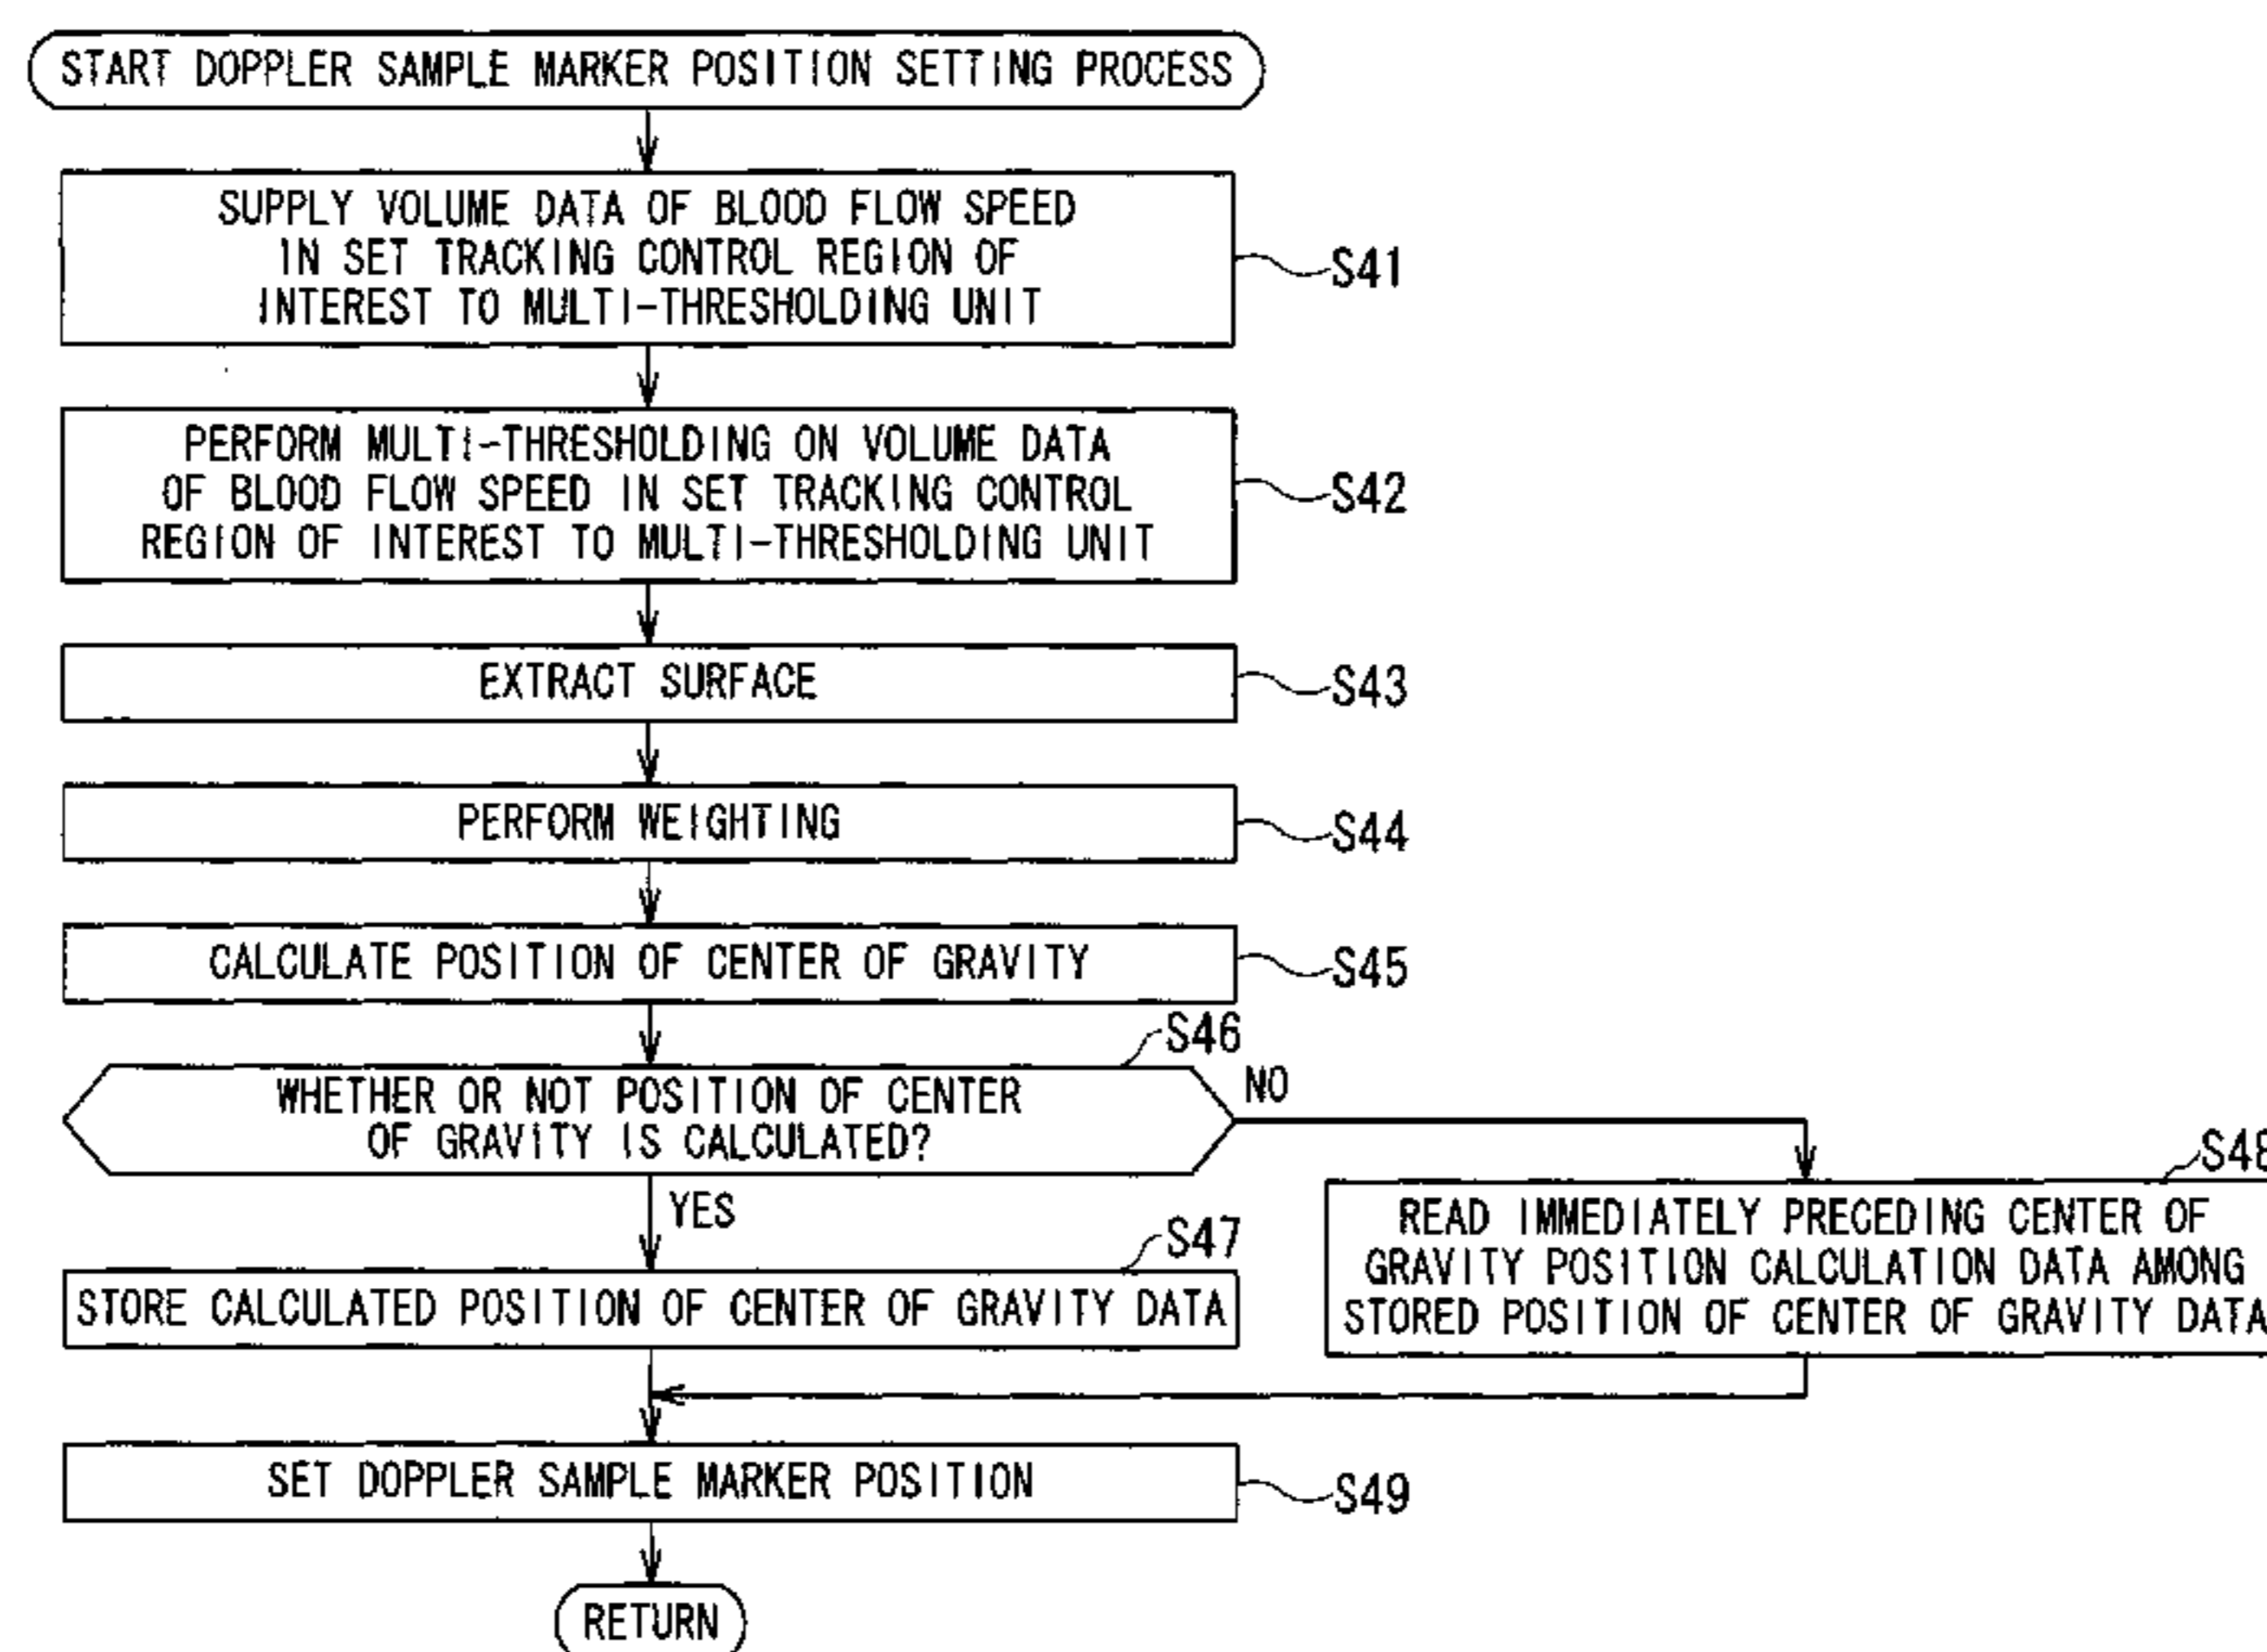 START DOPPLER SAMPLE MARKER POSITION SETTING PROCESS
SUPPLY VOLUME DATA OF BLOOD FLOW SPEED
IN SET TRACKING CONTROL REGION OF
INTEREST TO MULTI-THRESHOLDING UNIT
S41
PERFORM MULTI-THRESHOLDING ON VOLUME DATA
OF BLOOD FLOW SPEED IN SET TRACKING CONTROL
REGION OF INTEREST TO MULTI-THRESHOLDING UNIT
S42
EXTRACT SURFACE
S43
PERFORM WEIGHTING
S44
CALCULATE POSITION OF CENTER OF GRAVITY
S45
S46
WHETHER OR NOT POSITION OF CENTER
OF GRAVITY IS CALCULATED?
NO
YES
S47
STORE CALCULATED POSITION OF CENTER OF GRAVITY DATA
S48
READ IMMEDIATELY PRECEDING CENTER OF
GRAVITY POSITION CALCULATION DATA AMONG
STORED POSITION OF CENTER OF GRAVITY DATA
SET DOPPLER SAMPLE MARKER POSITION
S49
RETURN